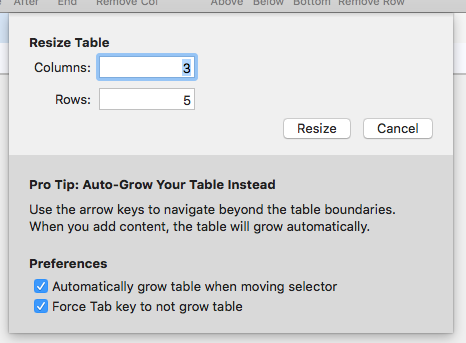 After End Remove Col Above Below Bottom Remove Row
Resize Table
Columns: 3
Rows: 5
Resize Cancel
Pro Tip: Auto-Grow Your Table Instead
Use the arrow keys to navigate beyond the table boundaries.
When you add content, the table will grow automatically.
Preferences
Automatically grow table when moving selector
Force Tab key to not grow table